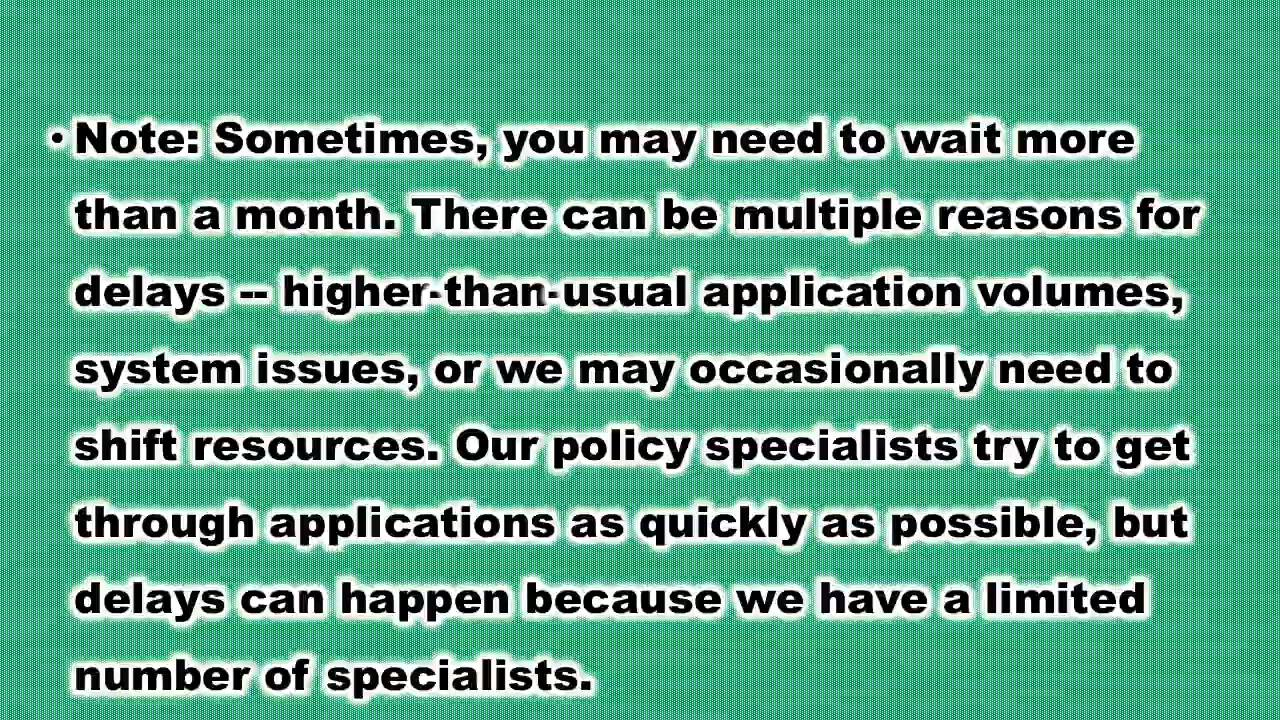 • Note: Sometimes, you may need to wait more
than a month. There can be multiple reasons for
delays -- higher-than-usual application volumes,
system issues, or we may occasionally need to
shift resources. Our policy specialists try to get
through applications as quickly as possible, but
delays can happen because we have a limited
number of specialists.